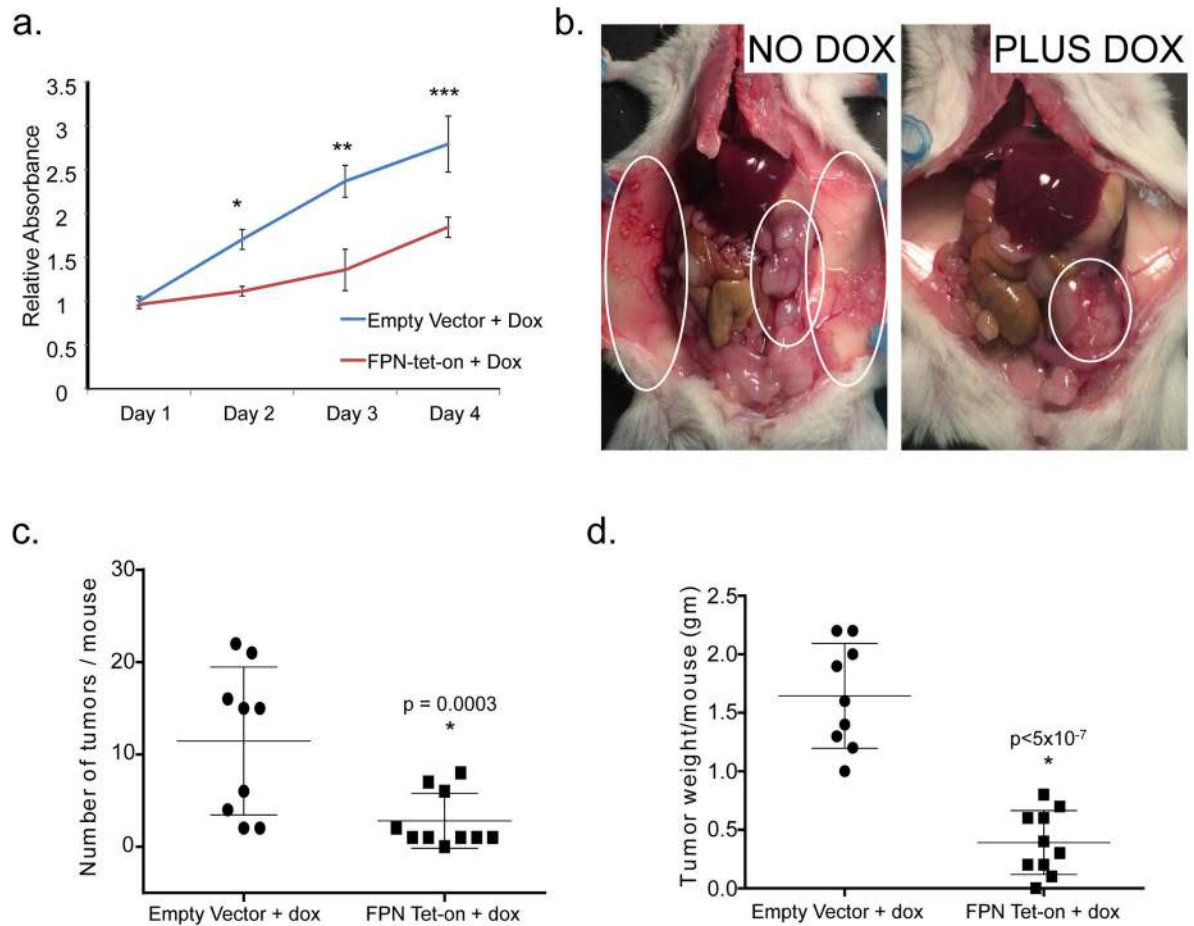 a.
3.5
3
2.5
2
1.5
1
0.5
0
Relative Absorbance
*
**
***
Empty Vector + Dox
FPN-tet-on + Dox
Day 1 Day 2 Day 3 Day 4
b.
NO DOX
PLUS DOX
c.
30
20
10
0
Number of tumors / mouse
p = 0.0003
*
Empty Vector + dox FPN Tet-on + dox
d.
2.5
2.0
1.5
1.0
0.5
0.0
Tumor weight/mouse (gm)
p<5x10⁻⁷
*
Empty Vector + dox FPN Tet-on + dox